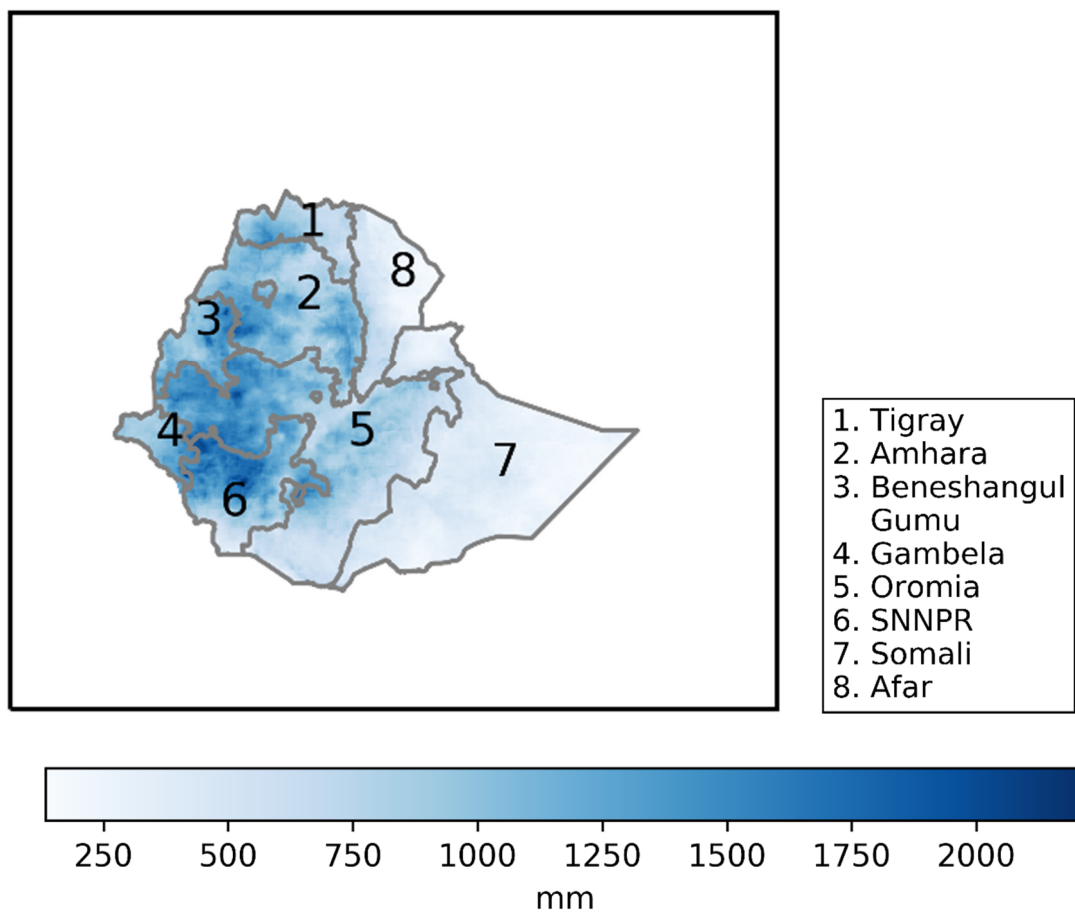 1
8
2
3
4
5
7
6
1. Tigray
2. Amhara
3. Beneshangul
Gumu
4. Gambela
5. Oromia
6. SNNPR
7. Somali
8. Afar
250 500 750 1000 1250 1500 1750 2000
mm